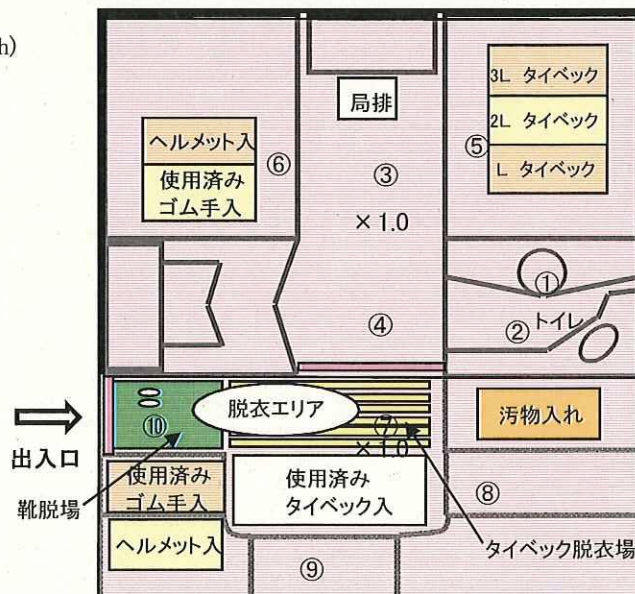 h)
3L タイベック
局排
2L タイベック
ヘルメット入
⑤
L タイベック
⑥
③
使用済み
ゴム手入
×1.0
①
④
②
トイレ
脱衣エリア
汚物入れ
⑩
⑦
×1.0
出入口
使用済み
ゴム手入
使用済み
タイベック入
靴脱場
⑧
ヘルメット入
タイベック脱衣場
⑨